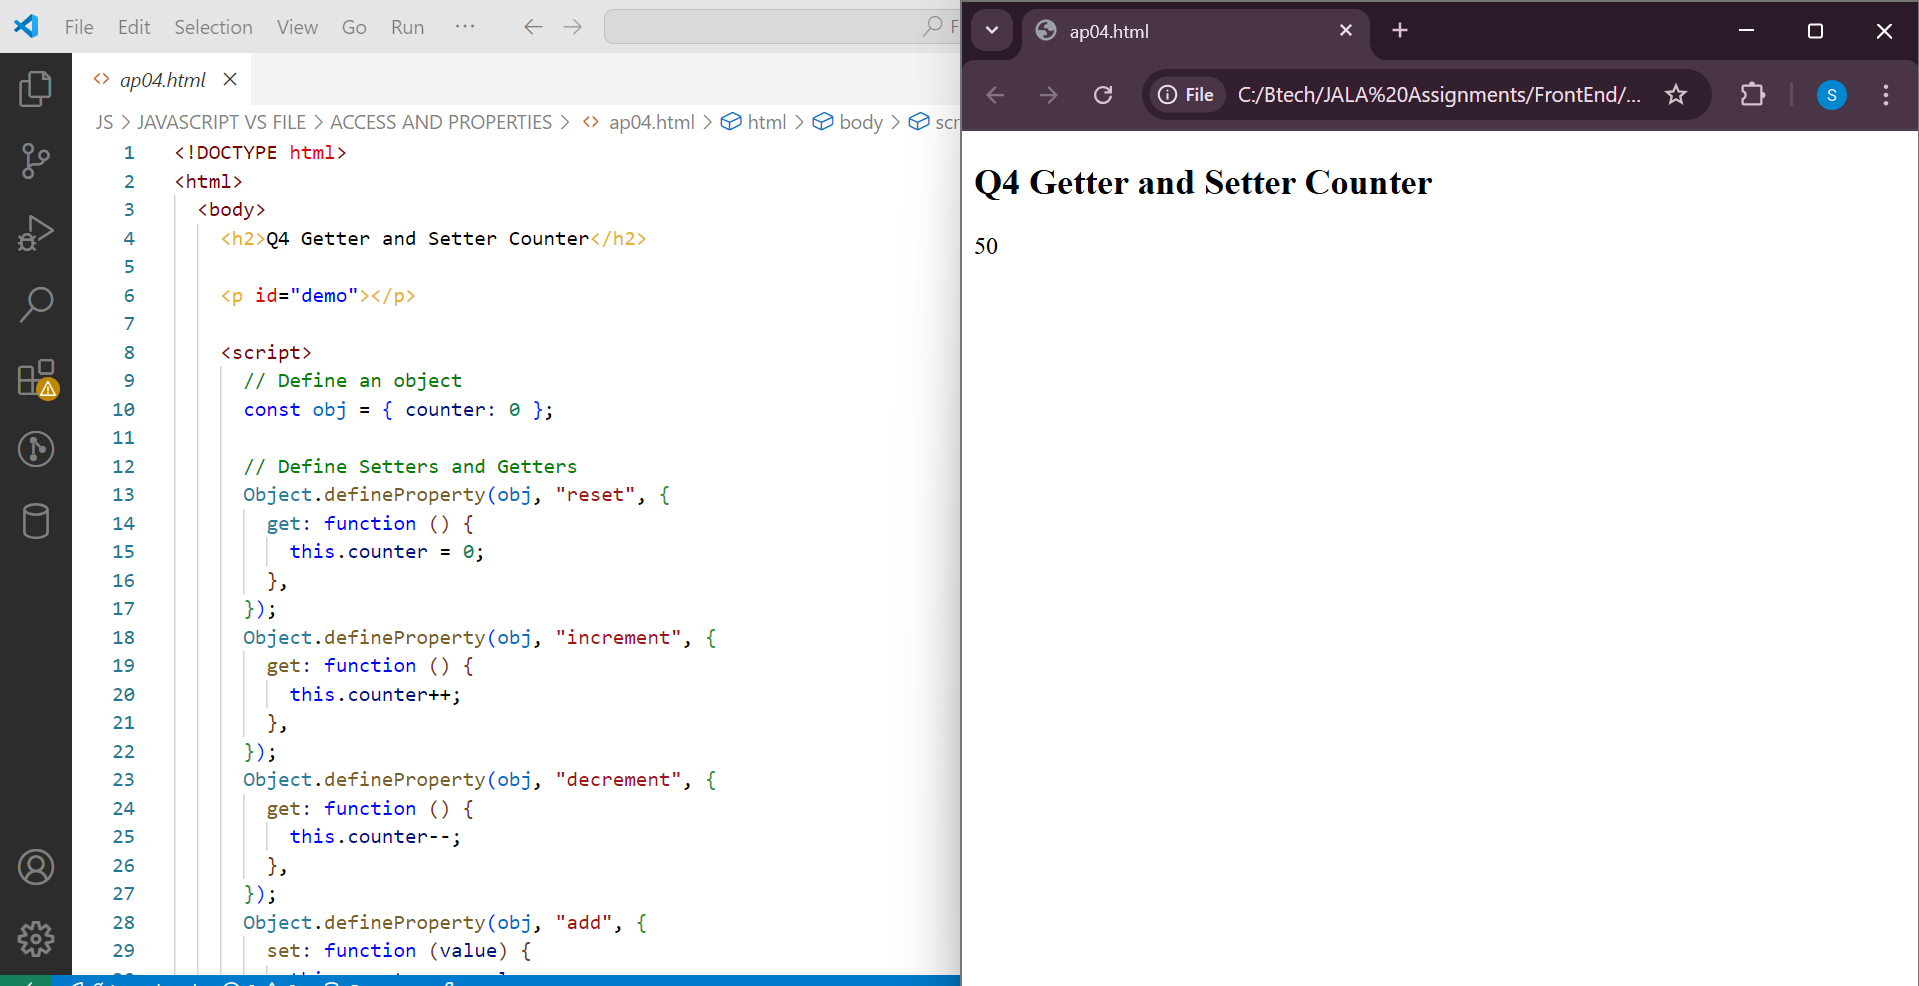 File Edit Selection View Go Run ···
ap04.html
JS > JAVASCRIPT VS FILE > ACCESS AND PROPERTIES > <> ap04.html > html > body > scr
1 <!DOCTYPE html>
2 <html>
3 <body>
4 <h2>Q4 Getter and Setter Counter</h2>
5
6 <p id="demo"></p>
7
8 <script>
9 // Define an object
10 const obj = { counter: 0 };
11
12 // Define Setters and Getters
13 Object.defineProperty(obj, "reset", {
14 get: function () {
15 this.counter = 0;
16 },
17 });
18 Object.defineProperty(obj, "increment", {
19 get: function () {
20 this.counter++;
21 },
22 });
23 Object.defineProperty(obj, "decrement", {
24 get: function () {
25 this.counter--;
26 },
27 });
28 Object.defineProperty(obj, "add", {
29 set: function (value) {
ap04.html
File C:/Btech/JALA%20Assignments/FrontEnd/... S
Q4 Getter and Setter Counter
50